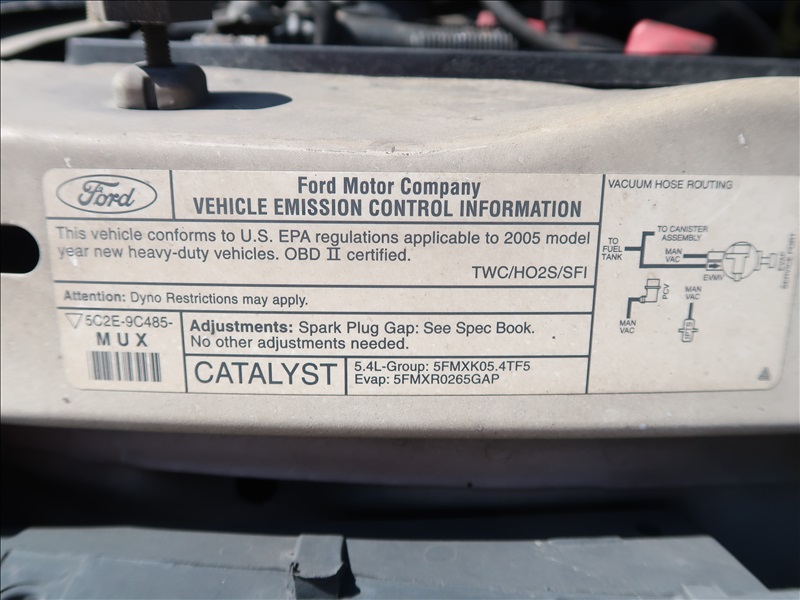 Ford
Ford Motor Company
VEHICLE EMISSION CONTROL INFORMATION
This vehicle conforms to U.S. EPA regulations applicable to 2005 model
year new heavy-duty vehicles. OBD II certified.
TWC/HO2S/SFI
Attention: Dyno Restrictions may apply.
5C2E-9C485-
MUX
Adjustments: Spark Plug Gap: See Spec Book.
No other adjustments needed.
CATALYST
5.4L-Group: 5FMXK05.4TF5
Evap: 5FMXR0265GAP
VACUUM HOSE ROUTING
TO CANISTER
ASSEMBLY
TO
FUEL
TANK
MAN
VAC
EVMV
EVAP
SERVICE PORT
PCV
MAN
VAC
MAN
VAC